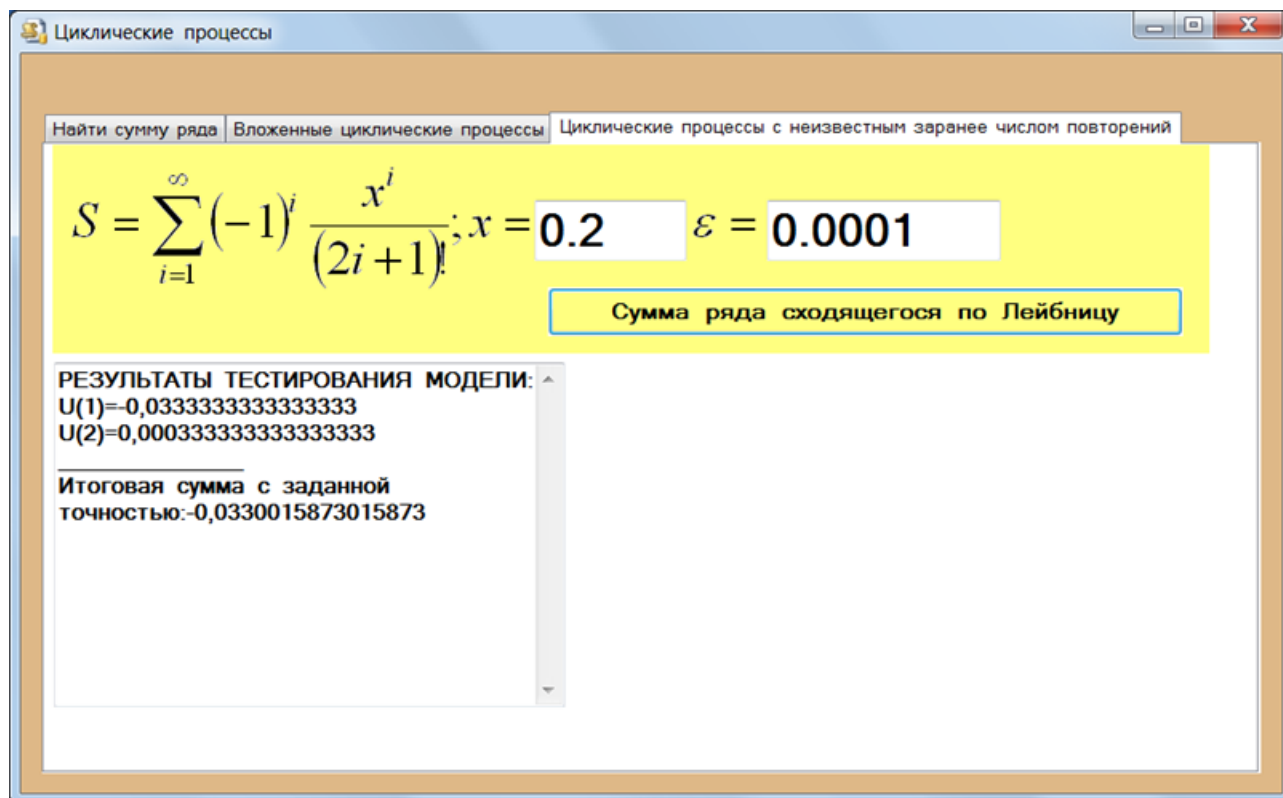 Циклические процессы
Найти сумму ряда Вложенные циклические процессы Циклические процессы с неизвестным заранее числом повторений
S = ∑_{i=1}^{∞} (-1)^i x^i / (2i+1)! ; x = 0.2 ε = 0.0001
Сумма ряда сходящегося по Лейбницу
РЕЗУЛЬТАТЫ ТЕСТИРОВАНИЯ МОДЕЛИ:
U(1)=-0,0333333333333333
U(2)=0,000333333333333333
_______________
Итоговая сумма с заданной
точностью:-0,0330015873015873